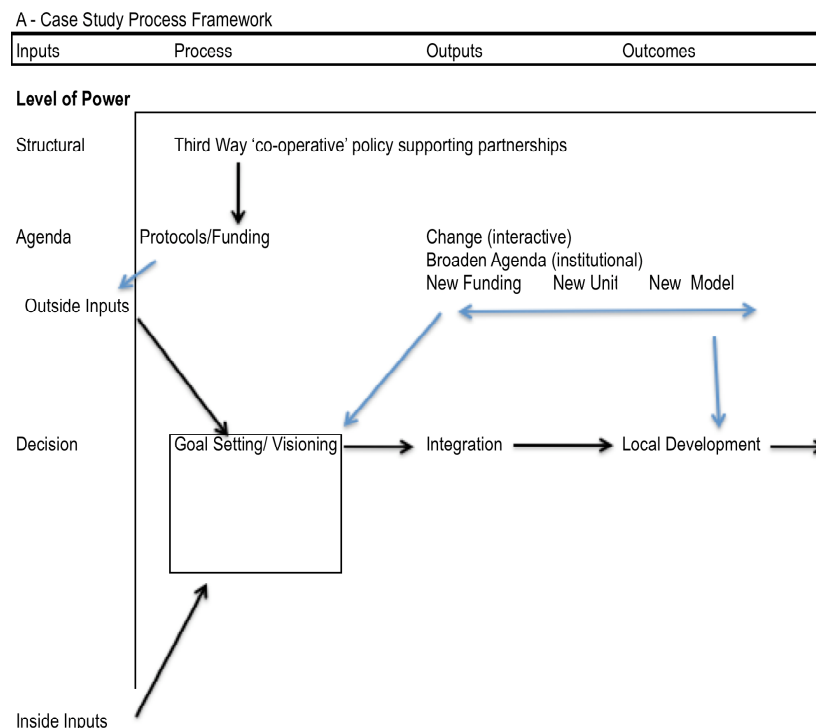 A - Case Study Process Framework
Inputs Process Outputs Outcomes
Level of Power
Structural Third Way ‘co-operative’ policy supporting partnerships
Agenda Protocols/Funding Change (interactive)
Broaden Agenda (institutional)
New Funding New Unit New Model
Outside Inputs
Decision Goal Setting/ Visioning Integration Local Development
Inside Inputs